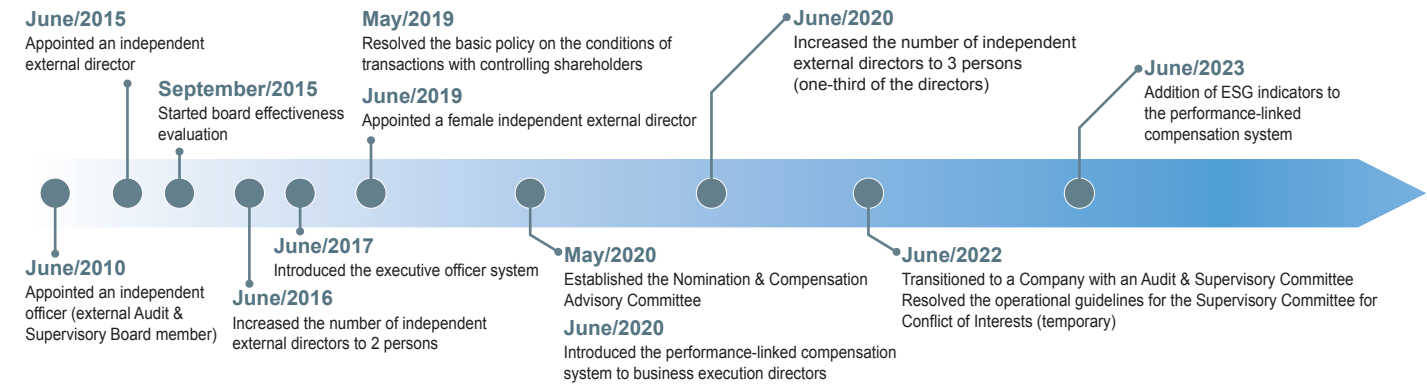 June/2015
Appointed an independent
external director
September/2015
Started board effectiveness
evaluation
May/2019
Resolved the basic policy on the conditions of
transactions with controlling shareholders
June/2019
Appointed a female independent external director
June/2020
Increased the number of independent
external directors to 3 persons
(one-third of the directors)
June/2023
Addition of ESG indicators to
the performance-linked
compensation system
June/2010
Appointed an independent
officer (external Audit &
Supervisory Board member)
June/2017
Introduced the executive officer system
June/2016
Increased the number of independent
external directors to 2 persons
May/2020
Established the Nomination & Compensation
Advisory Committee
June/2020
Introduced the performance-linked compensation
system to business execution directors
June/2022
Transitioned to a Company with an Audit & Supervisory Committee
Resolved the operational guidelines for the Supervisory Committee for
Conflict of Interests (temporary)